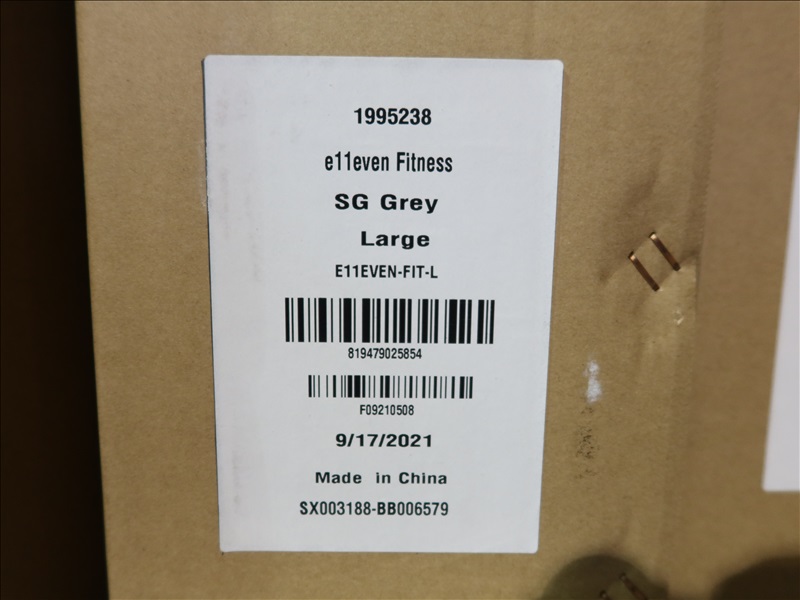 1995238
e11even Fitness
SG Grey
Large
E11EVEN-FIT-L
819479025854
F09210508
9/17/2021
Made in China
SX003188-BB006579